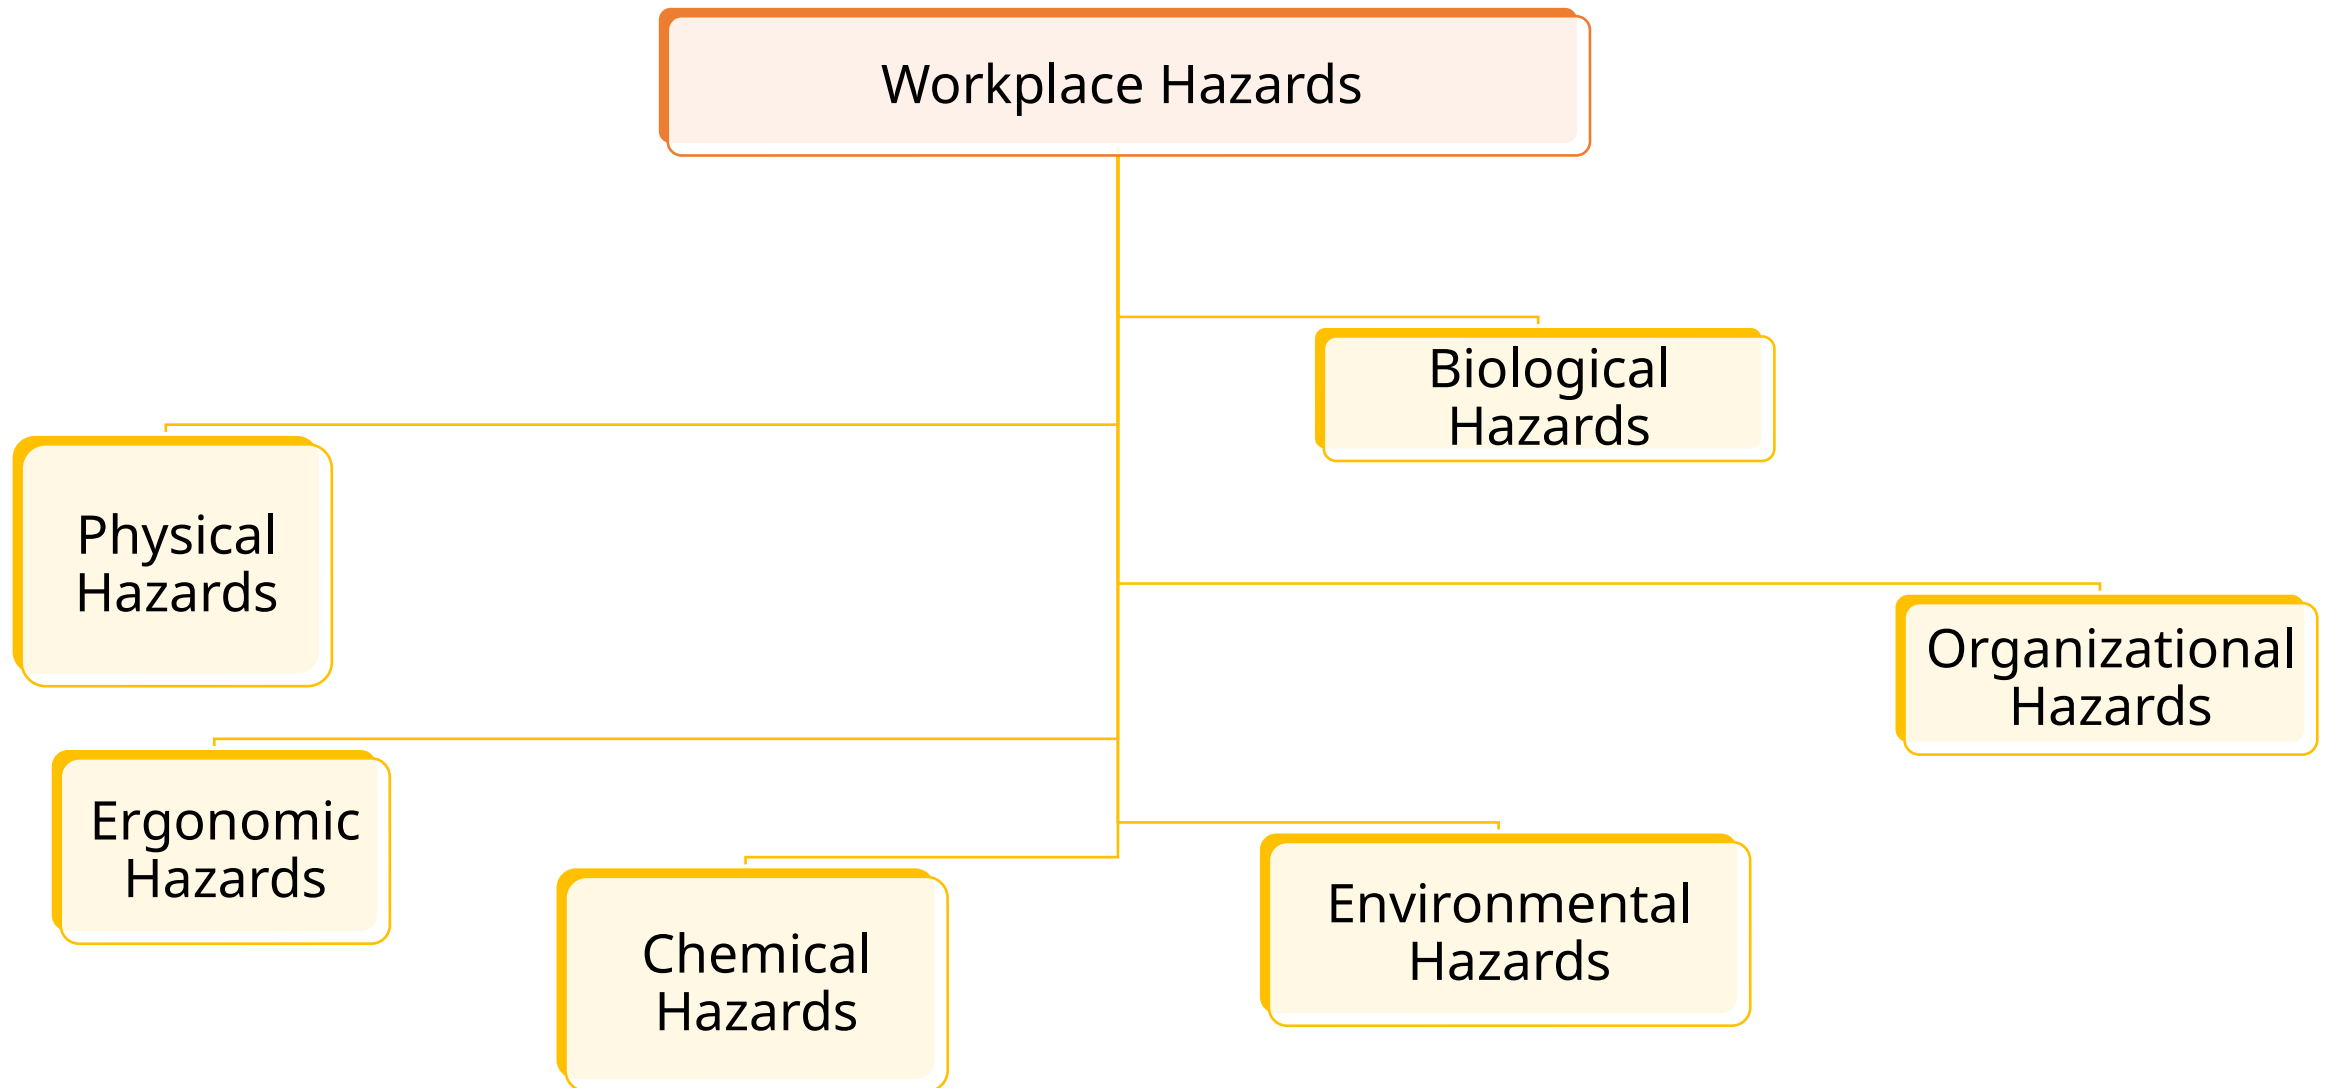 Workplace Hazards
Biological
Hazards
Physical
Hazards
Organizational
Hazards
Ergonomic
Hazards
Environmental
Hazards
Chemical
Hazards